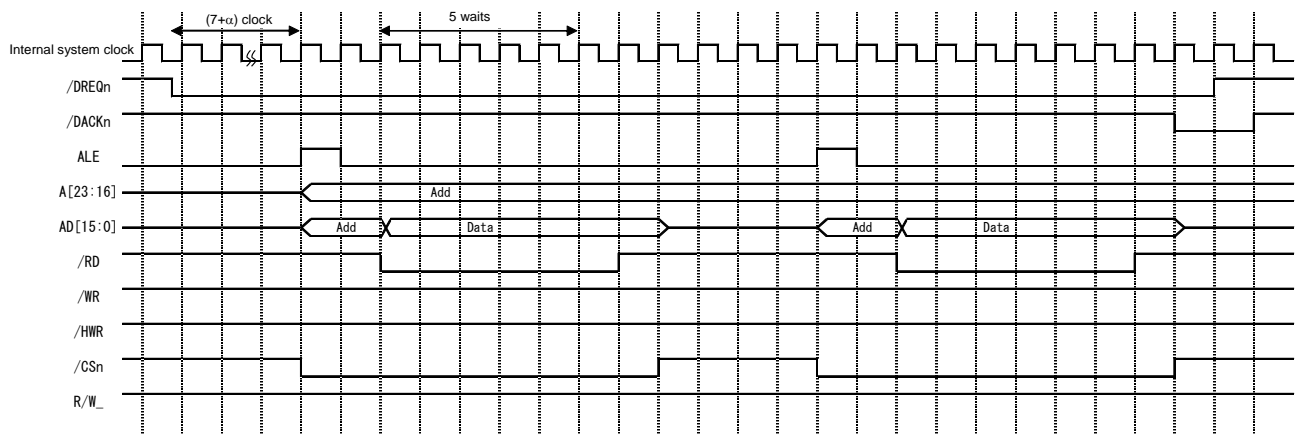 (7+α) clock
5 waits
Internal system clock
/DREQn
/DACKn
ALE
A[23:16]
Add
AD[15:0]
Add
Data
Add
Data
/RD
/WR
/HWR
/CSn
R/W_